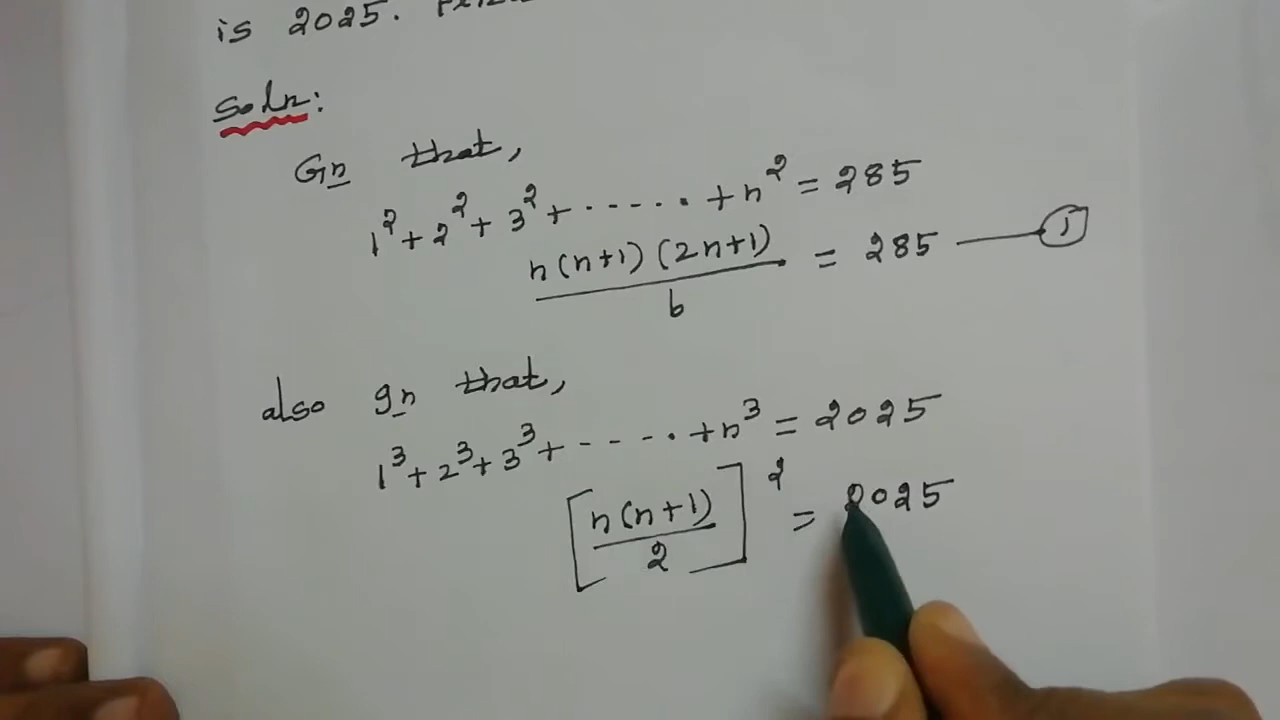 is 2025.
Soln:
Gn that,
1² + 2² + 3² + ······ + n² = 285
n(n+1)(2n+1)/6 = 285 —— ①
also gn that,
1³ + 2³ + 3³ + ----· + n³ = 2025
[n(n+1)/2]² = 2025